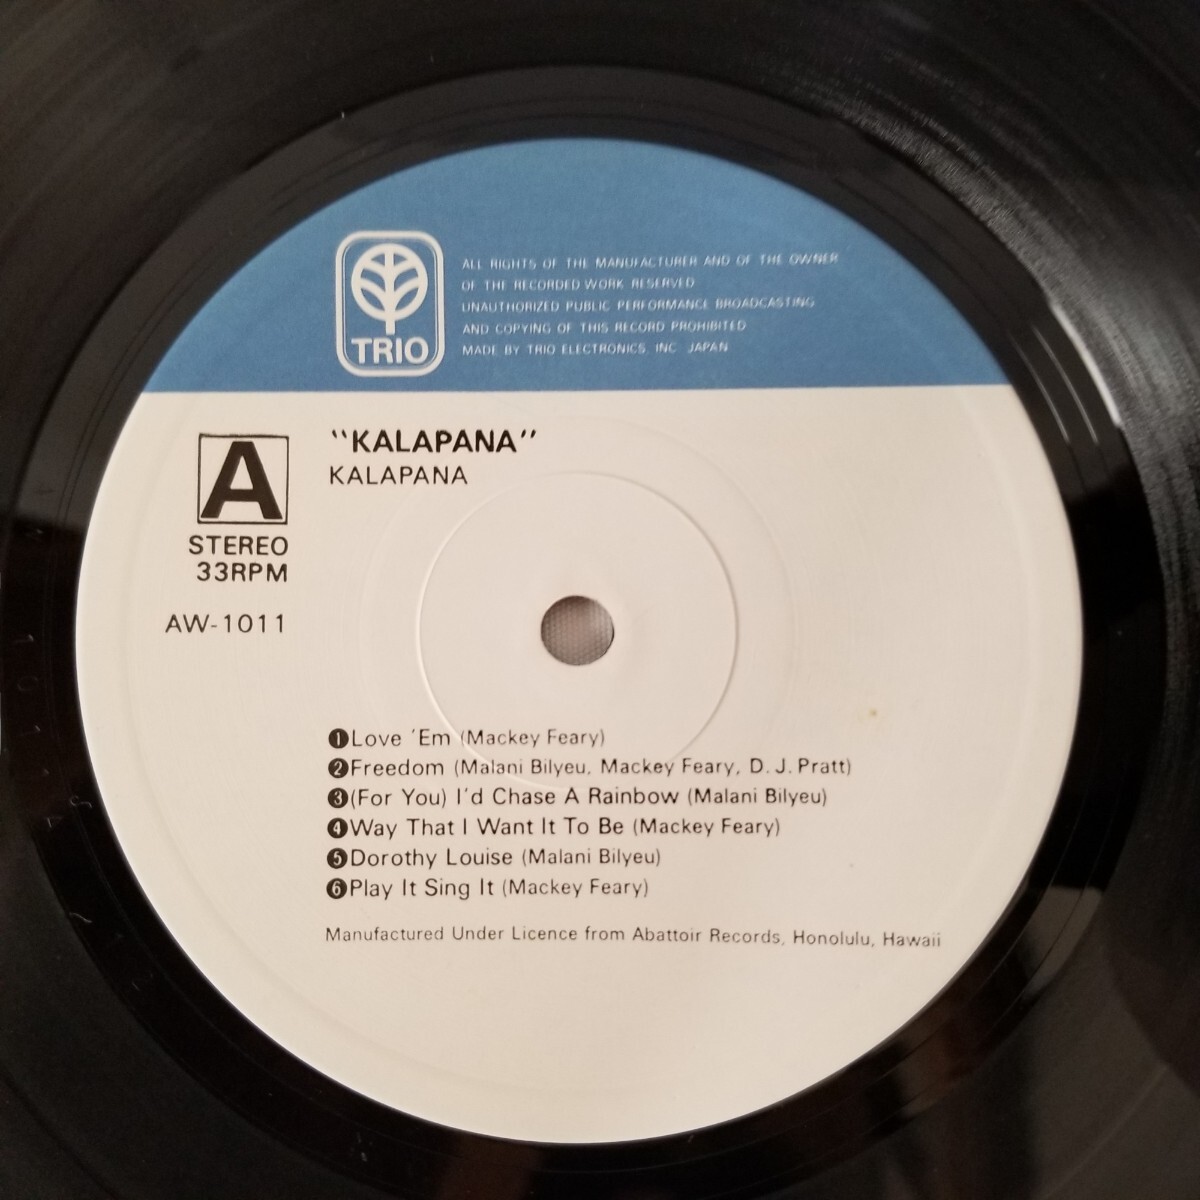 TRIO
ALL RIGHTS OF THE MANUFACTURER AND OF THE OWNER
OF THE RECORDED WORK RESERVED
UNAUTHORIZED PUBLIC PERFORMANCE BROADCASTING
AND COPYING OF THIS RECORD PROHIBITED
MADE BY TRIO ELECTRONICS, INC. JAPAN
A
STEREO
33RPM
AW-1011
"KALAPANA"
KALAPANA
❶Love 'Em (Mackey Feary)
❷Freedom (Malani Bilyeu, Mackey Feary, D. J. Pratt)
❸(For You) I'd Chase A Rainbow (Malani Bilyeu)
❹Way That I Want It To Be (Mackey Feary)
❺Dorothy Louise (Malani Bilyeu)
❻Play It Sing It (Mackey Feary)
Manufactured Under Licence from Abattoir Records, Honolulu, Hawaii